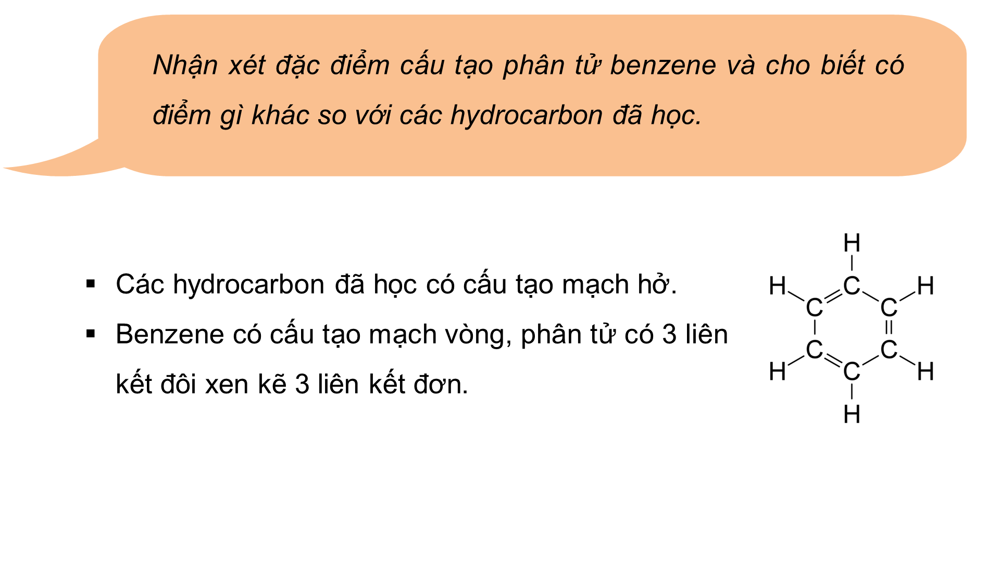 Nhận xét đặc điểm cấu tạo phân tử benzene và cho biết có
điểm gì khác so với các hydrocarbon đã học.
▪ Các hydrocarbon đã học có cấu tạo mạch hở.
▪ Benzene có cấu tạo mạch vòng, phân tử có 3 liên
kết đôi xen kẽ 3 liên kết đơn.
H
H C H
C C
C C
H C H
H